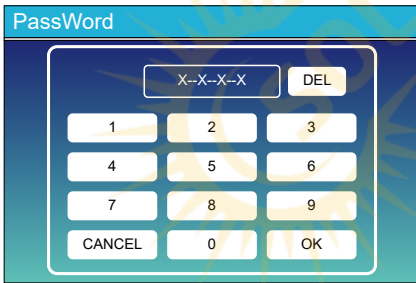 PassWord
X--X--X--X DEL
1 2 3
4 5 6
7 8 9
CANCEL 0 OK